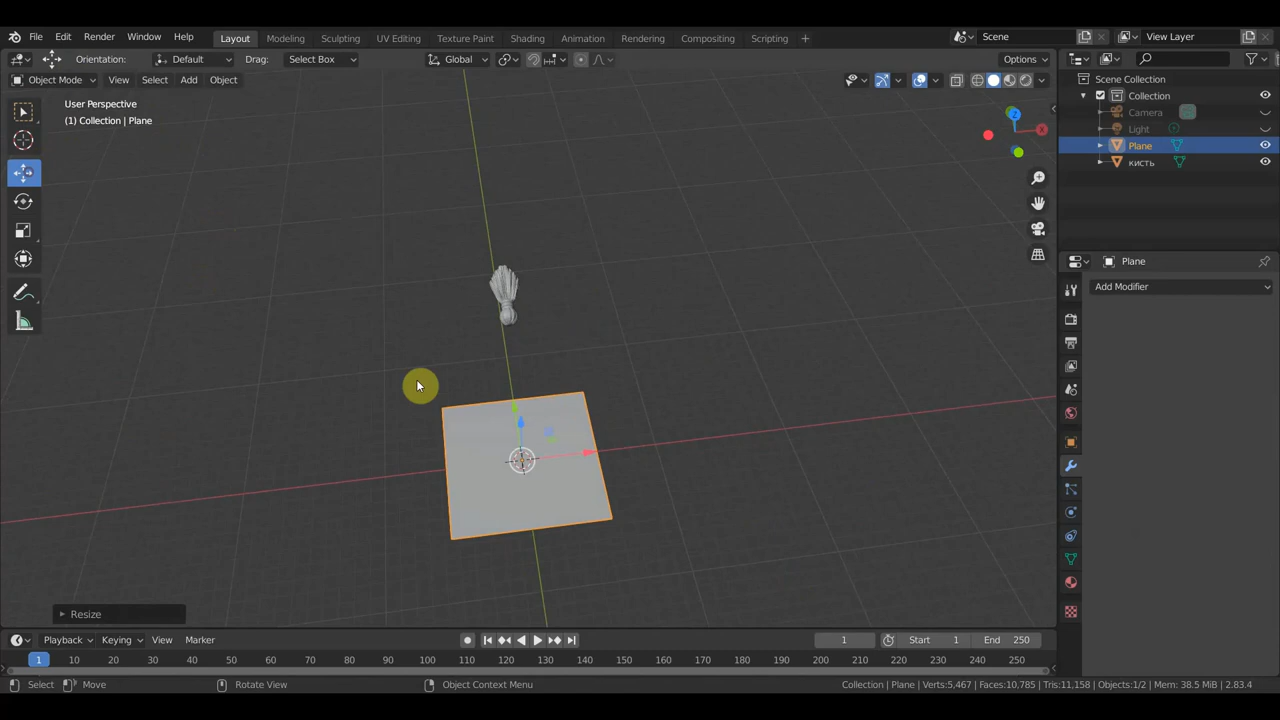 File Edit Render Window Help Layout Modeling Sculpting UV Editing Texture Paint Shading Animation Rendering Compositing Scripting + Scene View Layer
Orientation: Default Drag: Select Box Global Options
Object Mode View Select Add Object
User Perspective
(1) Collection | Plane
Z
X
Scene Collection
Collection
Camera
Light
Plane
кисть
Plane
Add Modifier
Resize
Playback Keying View Marker 1 Start 1 End 250
1 10 20 30 40 50 60 70 80 90 100 110 120 130 140 150 160 170 180 190 200 210 220 230 240 250
Select Move Rotate View Object Context Menu Collection | Plane | Verts:5,467 | Faces:10,785 | Tris:11,158 | Objects:1/2 | Mem: 38.5 MiB | 2.83.4